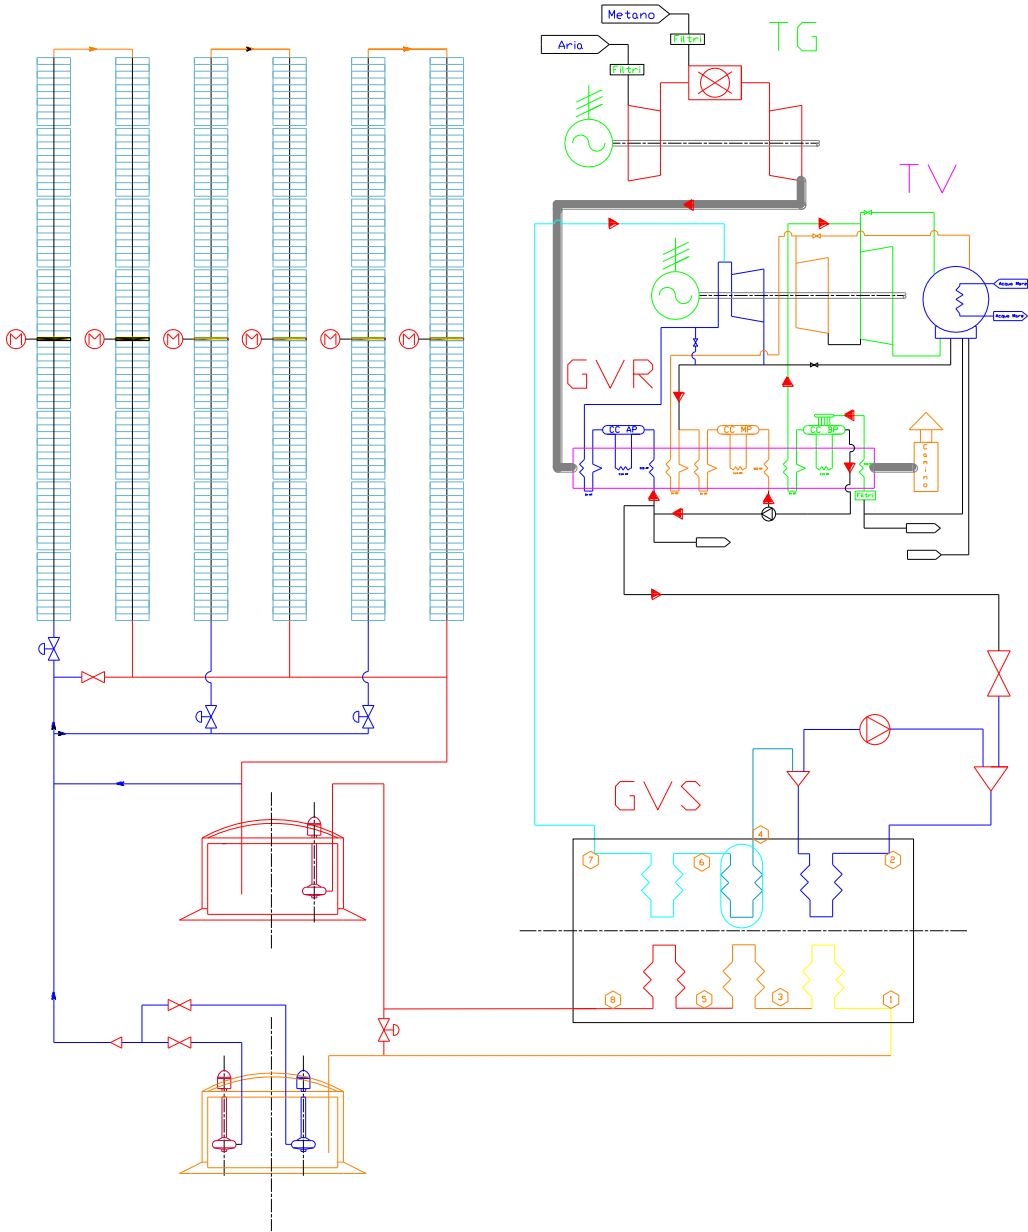 Metano
TG
Aria
Filtri
Filtri
TV
Acqua Mare
Acqua Mare
M
M
M
M
M
M
GVR
CC AP
CC MP
CC BP
Camino
Filtri
GVS
4
7
6
2
8
5
3
1